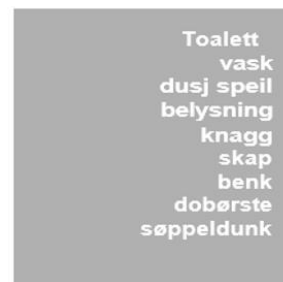 Toalett
vask
dusj speil
belysning
knagg
skap
benk
dobørste
søppeldunk